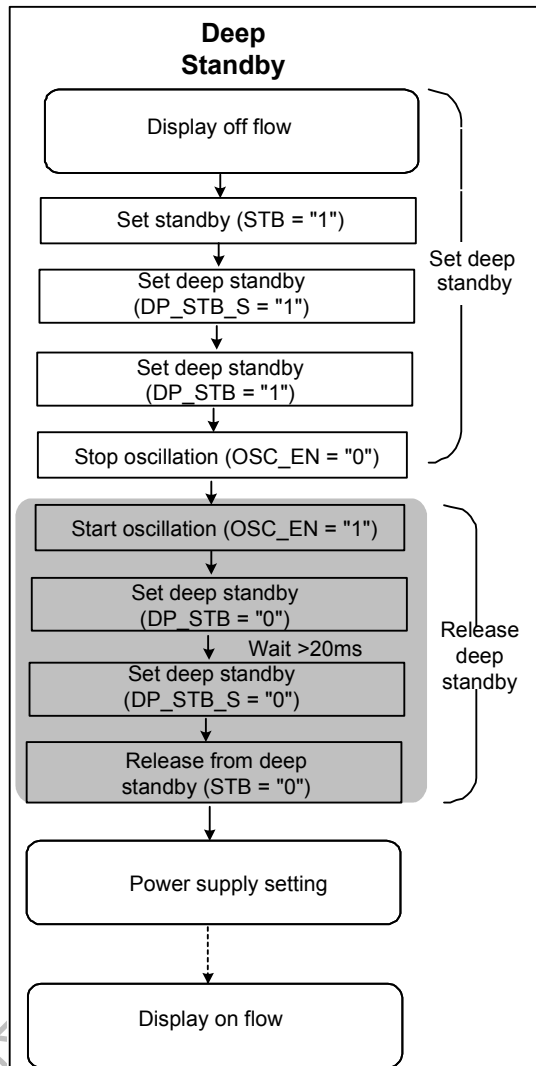 Deep
Standby
Display off flow
Set standby (STB = "1")
Set deep standby
(DP_STB_S = "1")
Set deep standby
(DP_STB = "1")
Stop oscillation (OSC_EN = "0")
Set deep
standby
Start oscillation (OSC_EN = "1")
Set deep standby
(DP_STB = "0")
Wait >20ms
Set deep standby
(DP_STB_S = "0")
Release from deep
standby (STB = "0")
Release
deep
standby
Power supply setting
Display on flow